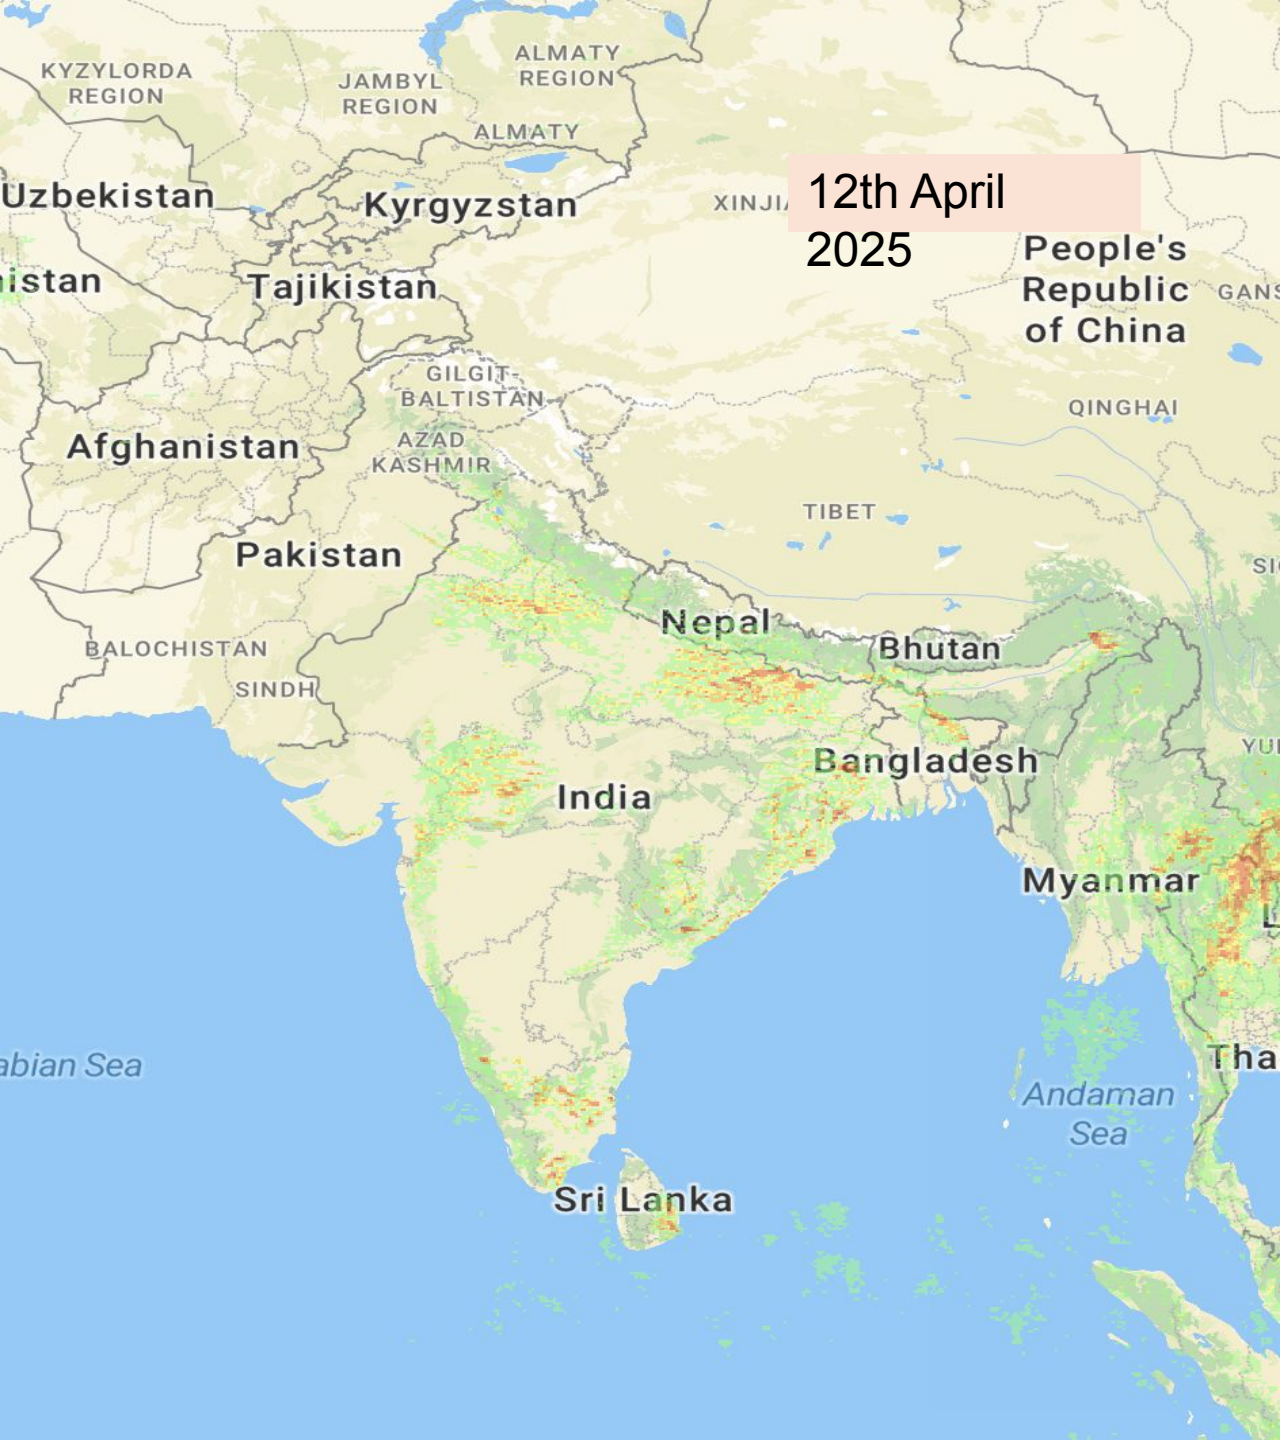 ALMATY
REGION
KYZYLORDA
REGION
JAMBYL
REGION
ALMATY
12th April
2025
Uzbekistan
Kyrgyzstan
People's
Republic
of China
Tajikistan
GILGIT-
BALTISTAN
QINGHAI
Afghanistan
AZAD
KASHMIR
TIBET
Pakistan
Nepal
BALOCHISTAN
Bhutan
SINDH
Bangladesh
India
Myanmar
Andaman
Sea
Sri Lanka